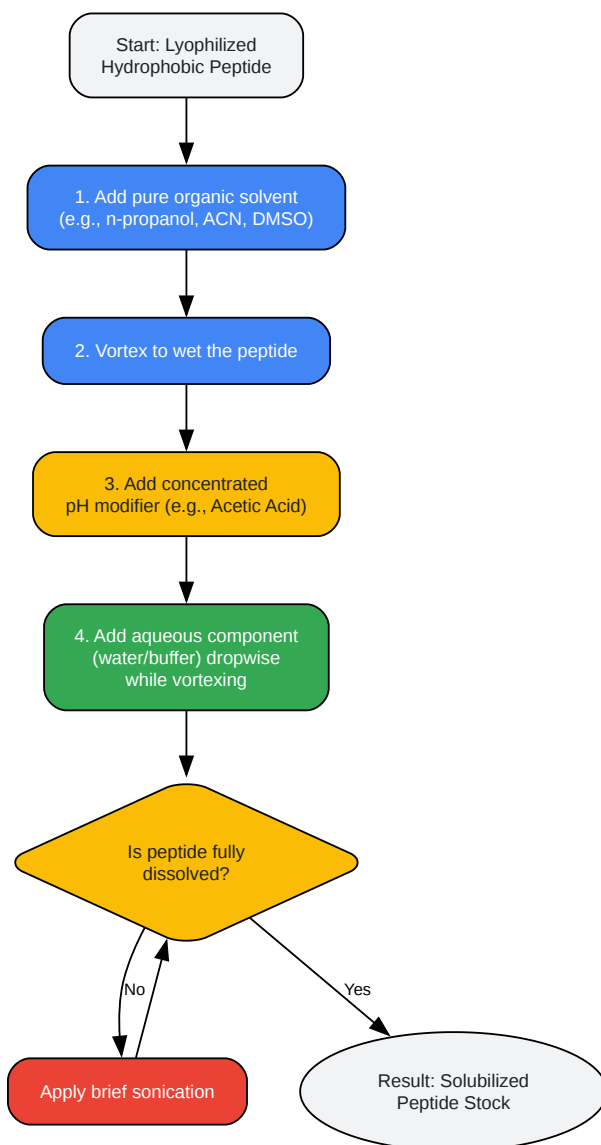 Start: Lyophilized
Hydrophobic Peptide
1. Add pure organic solvent
(e.g., n-propanol, ACN, DMSO)
2. Vortex to wet the peptide
3. Add concentrated
pH modifier (e.g., Acetic Acid)
4. Add aqueous component
(water/buffer) dropwise
while vortexing
Is peptide fully
dissolved?
No
Yes
Apply brief sonication
Result: Solubilized
Peptide Stock